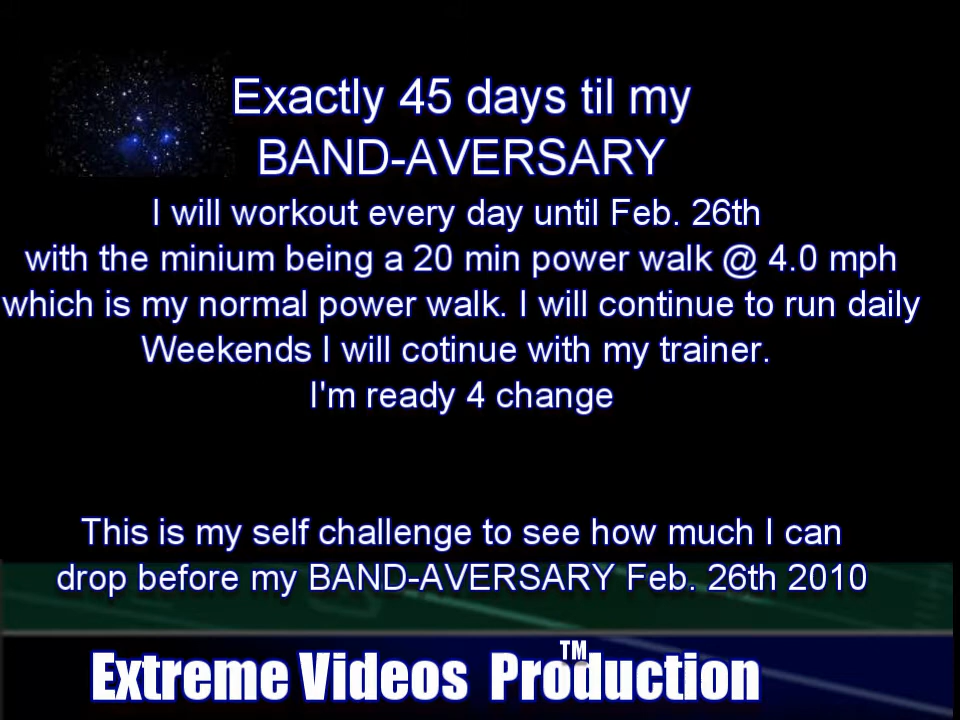 Exactly 45 days til my
BAND-AVERSARY
I will workout every day until Feb. 26th
with the minium being a 20 min power walk @ 4.0 mph
which is my normal power walk. I will continue to run daily
Weekends I will cotinue with my trainer.
I'm ready 4 change
This is my self challenge to see how much I can
drop before my BAND-AVERSARY Feb. 26th 2010
Extreme Videos Production™